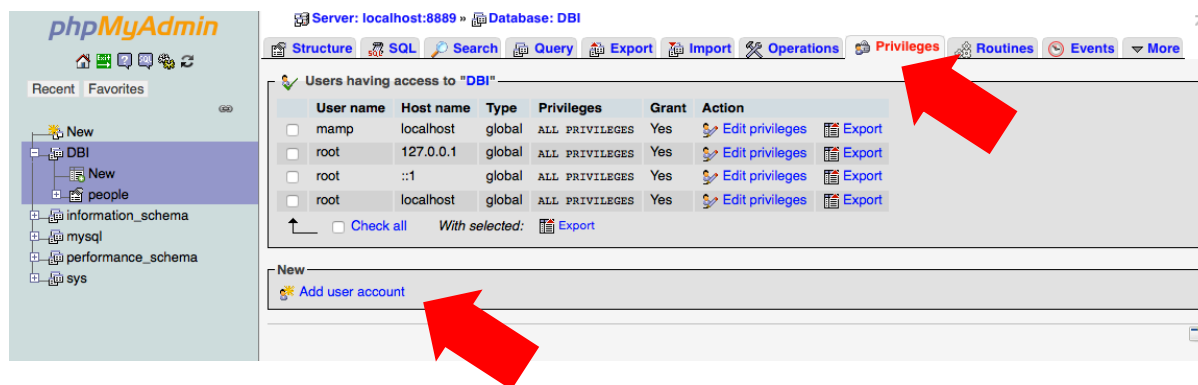 phpMyAdmin
Recent Favorites
New
DBI
New
people
information_schema
mysql
performance_schema
sys
Server: localhost:8889 » Database: DBI
Structure SQL Search Query Export Import Operations Privileges Routines Events More
Users having access to "DBI"
User name Host name Type Privileges Grant Action
mamp localhost global ALL PRIVILEGES Yes Edit privileges Export
root 127.0.0.1 global ALL PRIVILEGES Yes Edit privileges Export
root ::1 global ALL PRIVILEGES Yes Edit privileges Export
root localhost global ALL PRIVILEGES Yes Edit privileges Export
Check all With selected: Export
New
Add user account